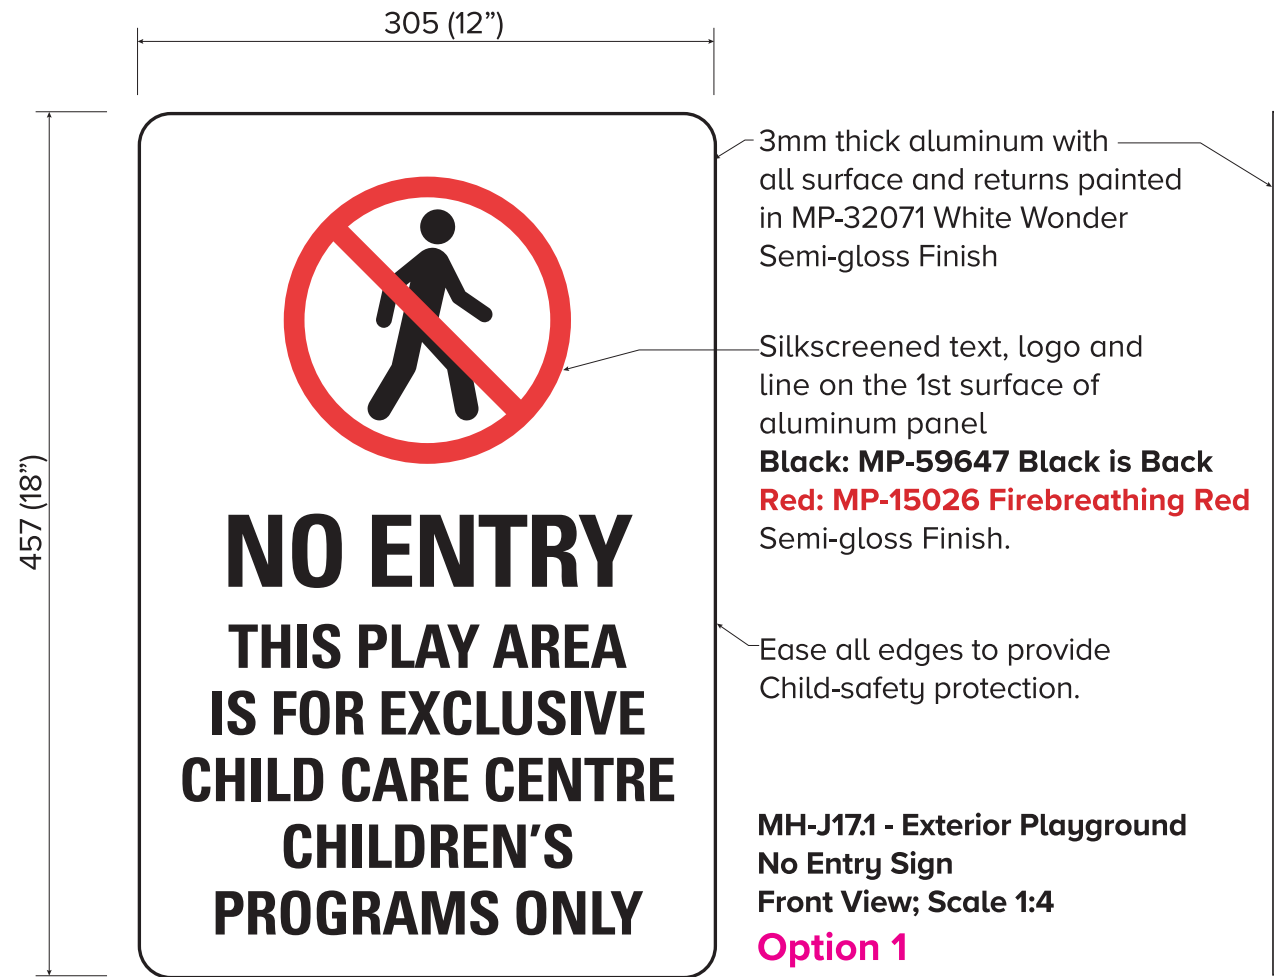 305 (12”)
457 (18”)
NO ENTRY
THIS PLAY AREA
IS FOR EXCLUSIVE
CHILD CARE CENTRE
CHILDREN’S
PROGRAMS ONLY
3mm thick aluminum with
all surface and returns painted
in MP-32071 White Wonder
Semi-gloss Finish
Silkscreened text, logo and
line on the 1st surface of
aluminum panel
Black: MP-59647 Black is Back
Red: MP-15026 Firebreathing Red
Semi-gloss Finish.
Ease all edges to provide
Child-safety protection.
MH-J17.1 - Exterior Playground
No Entry Sign
Front View; Scale 1:4
Option 1